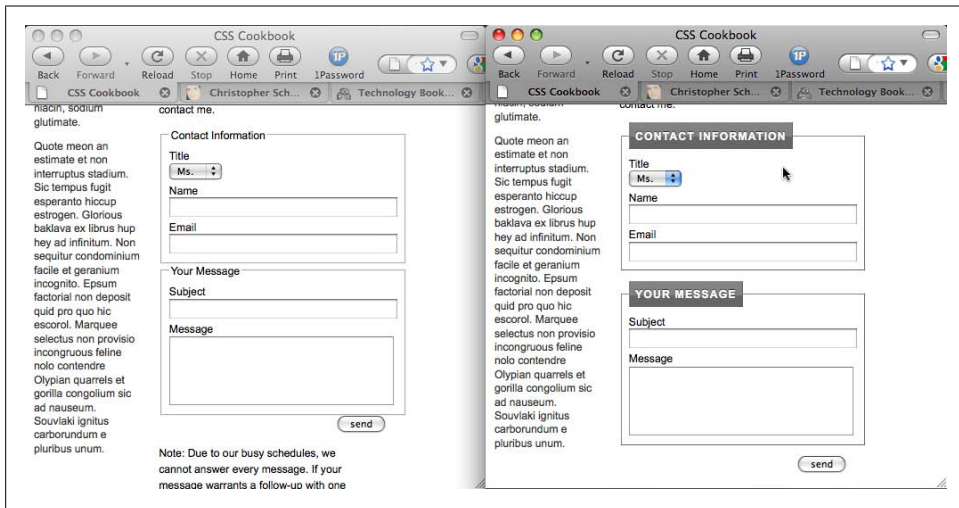 CSS Cookbook
Back Forward Reload Stop Home Print 1Password
CSS Cookbook Christopher Sch... Technology Book...
niacin, sodium
glutimate.
Quote meon an
estimate et non
interruptus stadium.
Sic tempus fugit
esperanto hiccup
estrogen. Glorious
baklava ex librus hup
hey ad infinitum. Non
sequitur condominium
facile et geranium
incognito. Epsum
factorial non deposit
quid pro quo hic
escorol. Marquee
selectus non provisio
incongruous feline
nolo contendre
Olypian quarrels et
gorilla congolium sic
ad nauseum.
Souvlaki ignitus
carborundum e
pluribus unum.
contact me.
Contact Information
Title
Ms.
Name
Email
Your Message
Subject
Message
send
Note: Due to our busy schedules, we
cannot answer every message. If your
message warrants a follow-up with one
CSS Cookbook
Back Forward Reload Stop Home Print 1Password
CSS Cookbook Christopher Sch... Technology Book...
niacin, sodium
glutimate.
Quote meon an
estimate et non
interruptus stadium.
Sic tempus fugit
esperanto hiccup
estrogen. Glorious
baklava ex librus hup
hey ad infinitum. Non
sequitur condominium
facile et geranium
incognito. Epsum
factorial non deposit
quid pro quo hic
escorol. Marquee
selectus non provisio
incongruous feline
nolo contendre
Olypian quarrels et
gorilla congolium sic
ad nauseum.
Souvlaki ignitus
carborundum e
pluribus unum.
contact me.
CONTACT INFORMATION
Title
Ms.
Name
Email
YOUR MESSAGE
Subject
Message
send